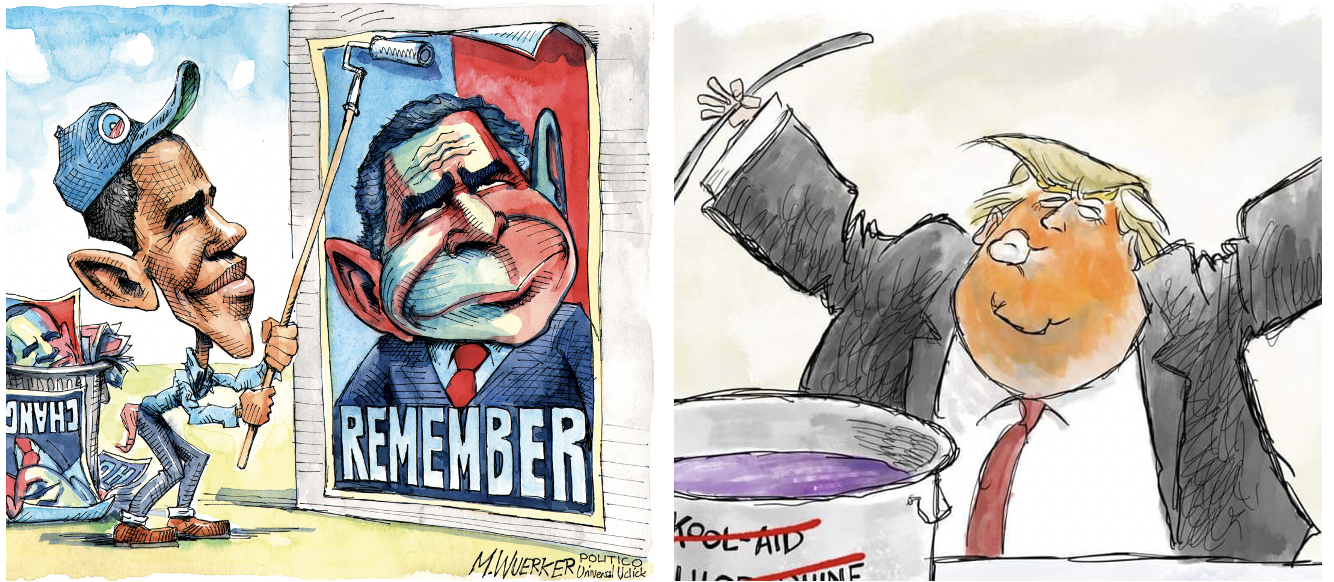 CHANG
REMEMBER
M.WUERKER POLITICO
Universal Uclick
KOOL-AID